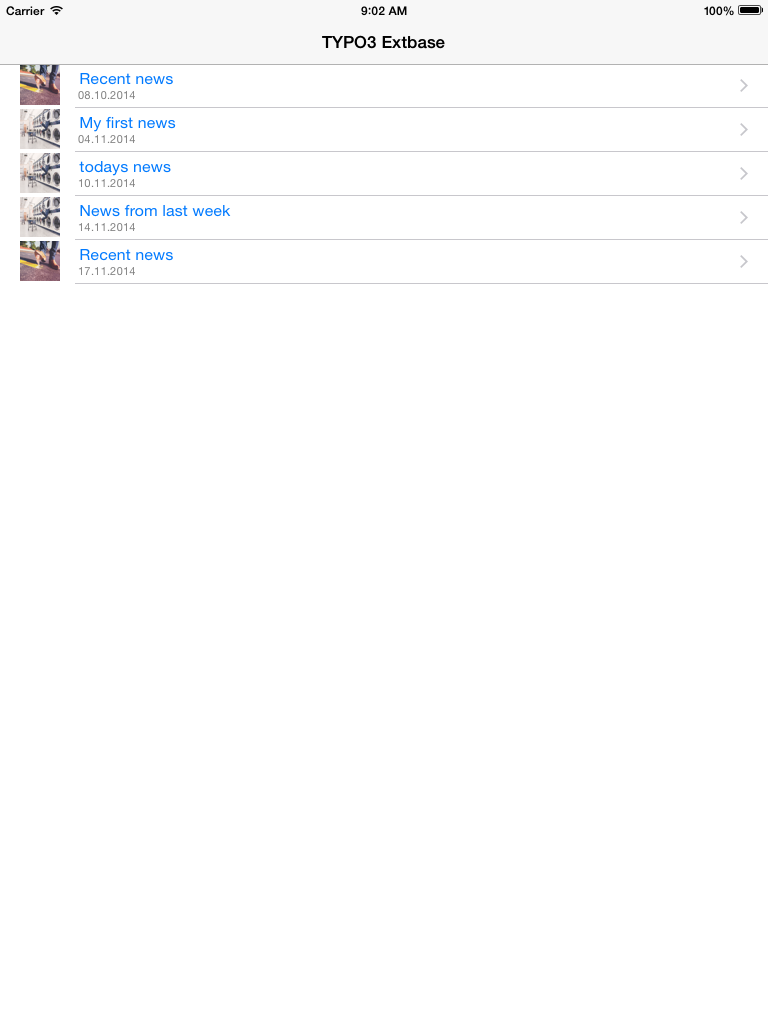 Carrier 9:02 AM 100%
TYPO3 Extbase
Recent news
08.10.2014
My first news
04.11.2014
todays news
10.11.2014
News from last week
14.11.2014
Recent news
17.11.2014